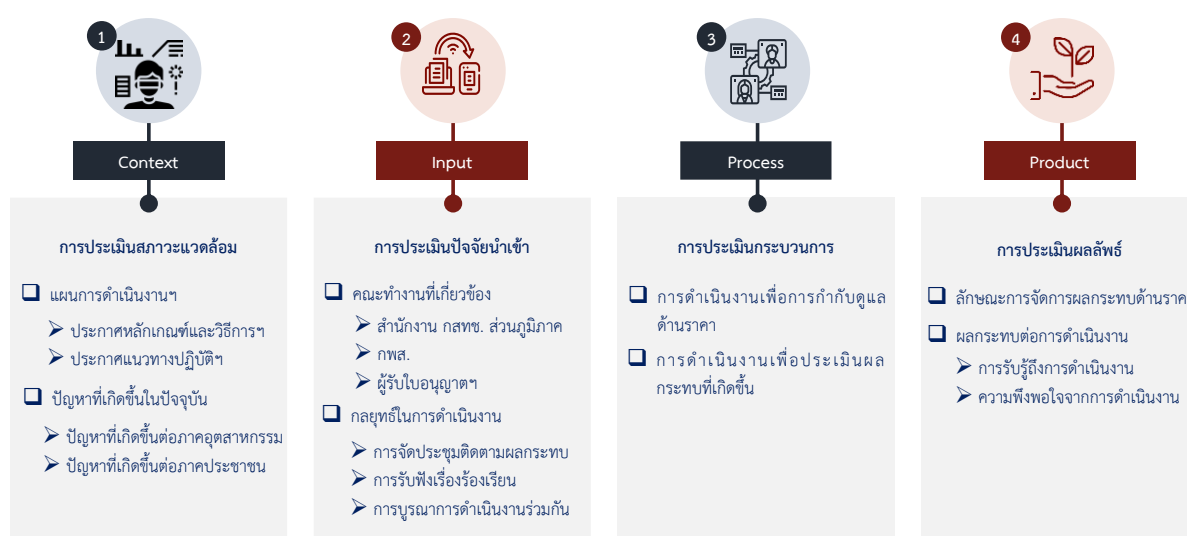 1
Context
การประเมินสภาวะแวดล้อม
แผนการดำเนินงานฯ
ประกาศหลักเกณฑ์และวิธีการฯ
ประกาศแนวทางปฏิบัติฯ
ปัญหาที่เกิดขึ้นในปัจจุบัน
ปัญหาที่เกิดขึ้นต่อภาคอุตสาหกรรม
ปัญหาที่เกิดขึ้นต่อภาคประชาชน
2
Input
การประเมินปัจจัยนำเข้า
คณะทำงานที่เกี่ยวข้อง
สำนักงาน กสทช. ส่วนภูมิภาค
กพส.
ผู้รับใบอนุญาตฯ
กลยุทธ์ในการดำเนินงาน
การจัดประชุมติดตามผลกระทบ
การรับฟังเรื่องร้องเรียน
การบูรณาการดำเนินงานร่วมกัน
3
Process
การประเมินกระบวนการ
การดำเนินงานเพื่อการกำกับดูแล
ด้านราคา
การดำเนินงานเพื่อประเมินผล
กระทบที่เกิดขึ้น
4
Product
การประเมินผลลัพธ์
ลักษณะการจัดการผลกระทบด้านราค
ผลกระทบต่อการดำเนินงาน
การรับรู้ถึงการดำเนินงาน
ความพึงพอใจจากการดำเนินงาน